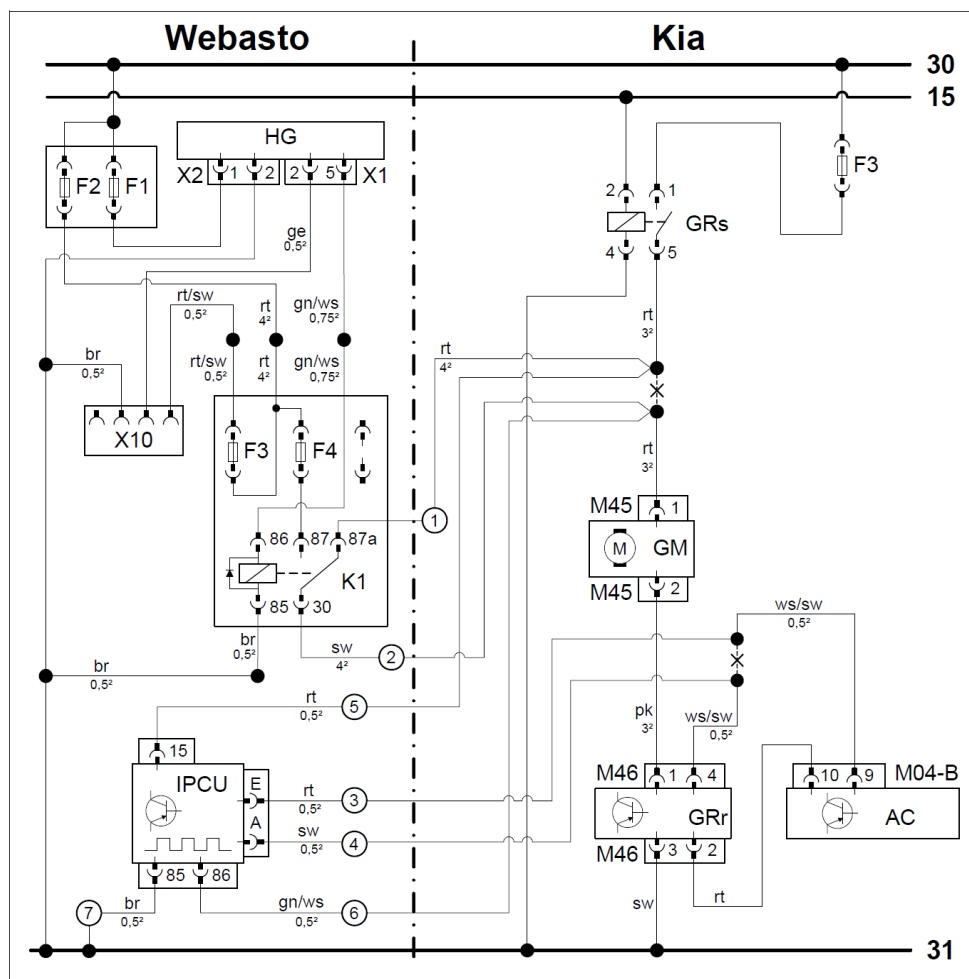 Webasto Kia
30
15
HG
X2 1 2 2 5 X1
F2 F1
F3
2 1
GRs
4 5
ge
0,5²
rt/sw
0,5²
rt
4²
gn/ws
0,75²
rt
3²
br
0,5²
rt/sw
0,5²
rt
4²
gn/ws
0,75²
rt
4²
X10
F3 F4
rt
3²
1
M45 1
M GM
M45 2
86 87 87a
K1
85 30
br
0,5²
sw
4²
2
ws/sw
0,5²
br
0,5²
rt
0,5²
5
pk
3²
ws/sw
0,5²
15
IPCU
E
A
rt
0,5²
3
sw
0,5²
4
M46 1 4
GRr
M46 3 2
10 9 M04-B
AC
85 86
7
br
0,5²
gn/ws
0,5²
6
sw
rt
31